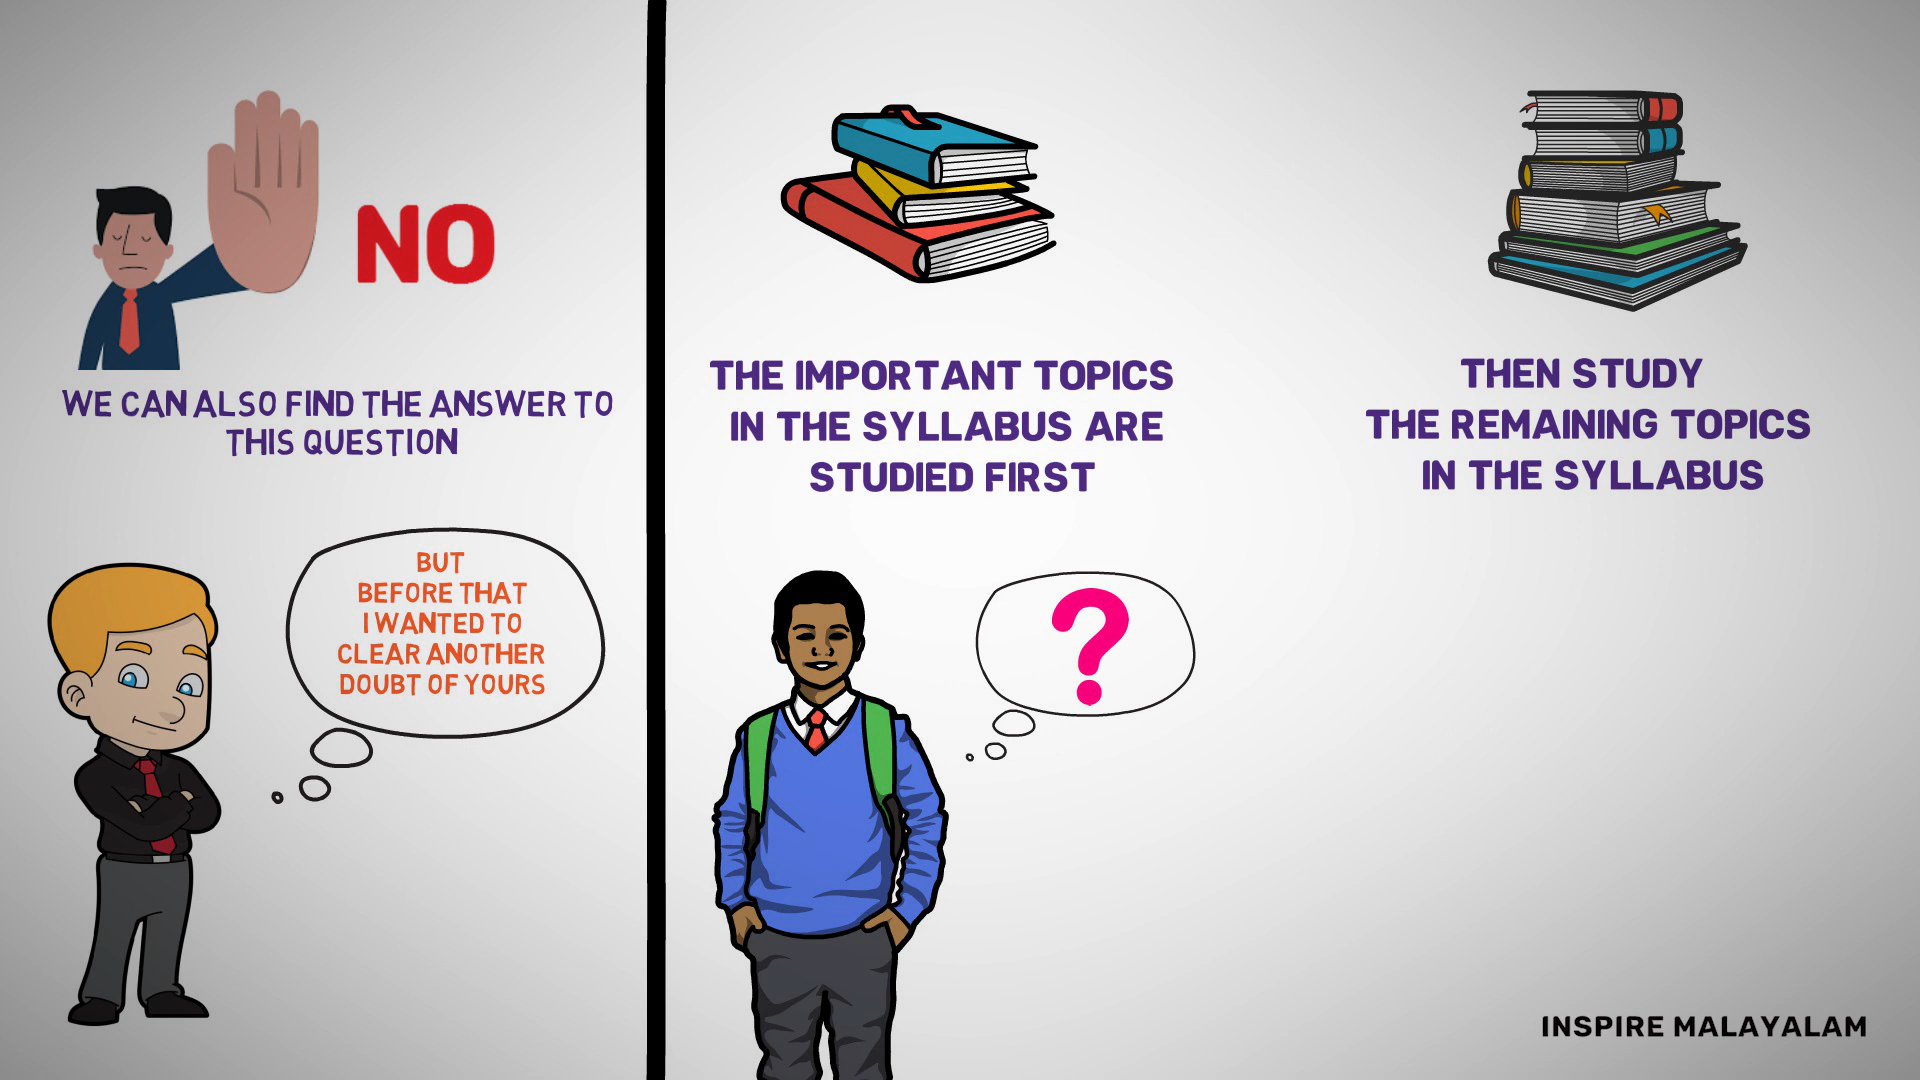 NO
WE CAN ALSO FIND THE ANSWER TO
THIS QUESTION
BUT
BEFORE THAT
I WANTED TO
CLEAR ANOTHER
DOUBT OF YOURS
THE IMPORTANT TOPICS
IN THE SYLLABUS ARE
STUDIED FIRST
?
THEN STUDY
THE REMAINING TOPICS
IN THE SYLLABUS
INSPIRE MALAYALAM